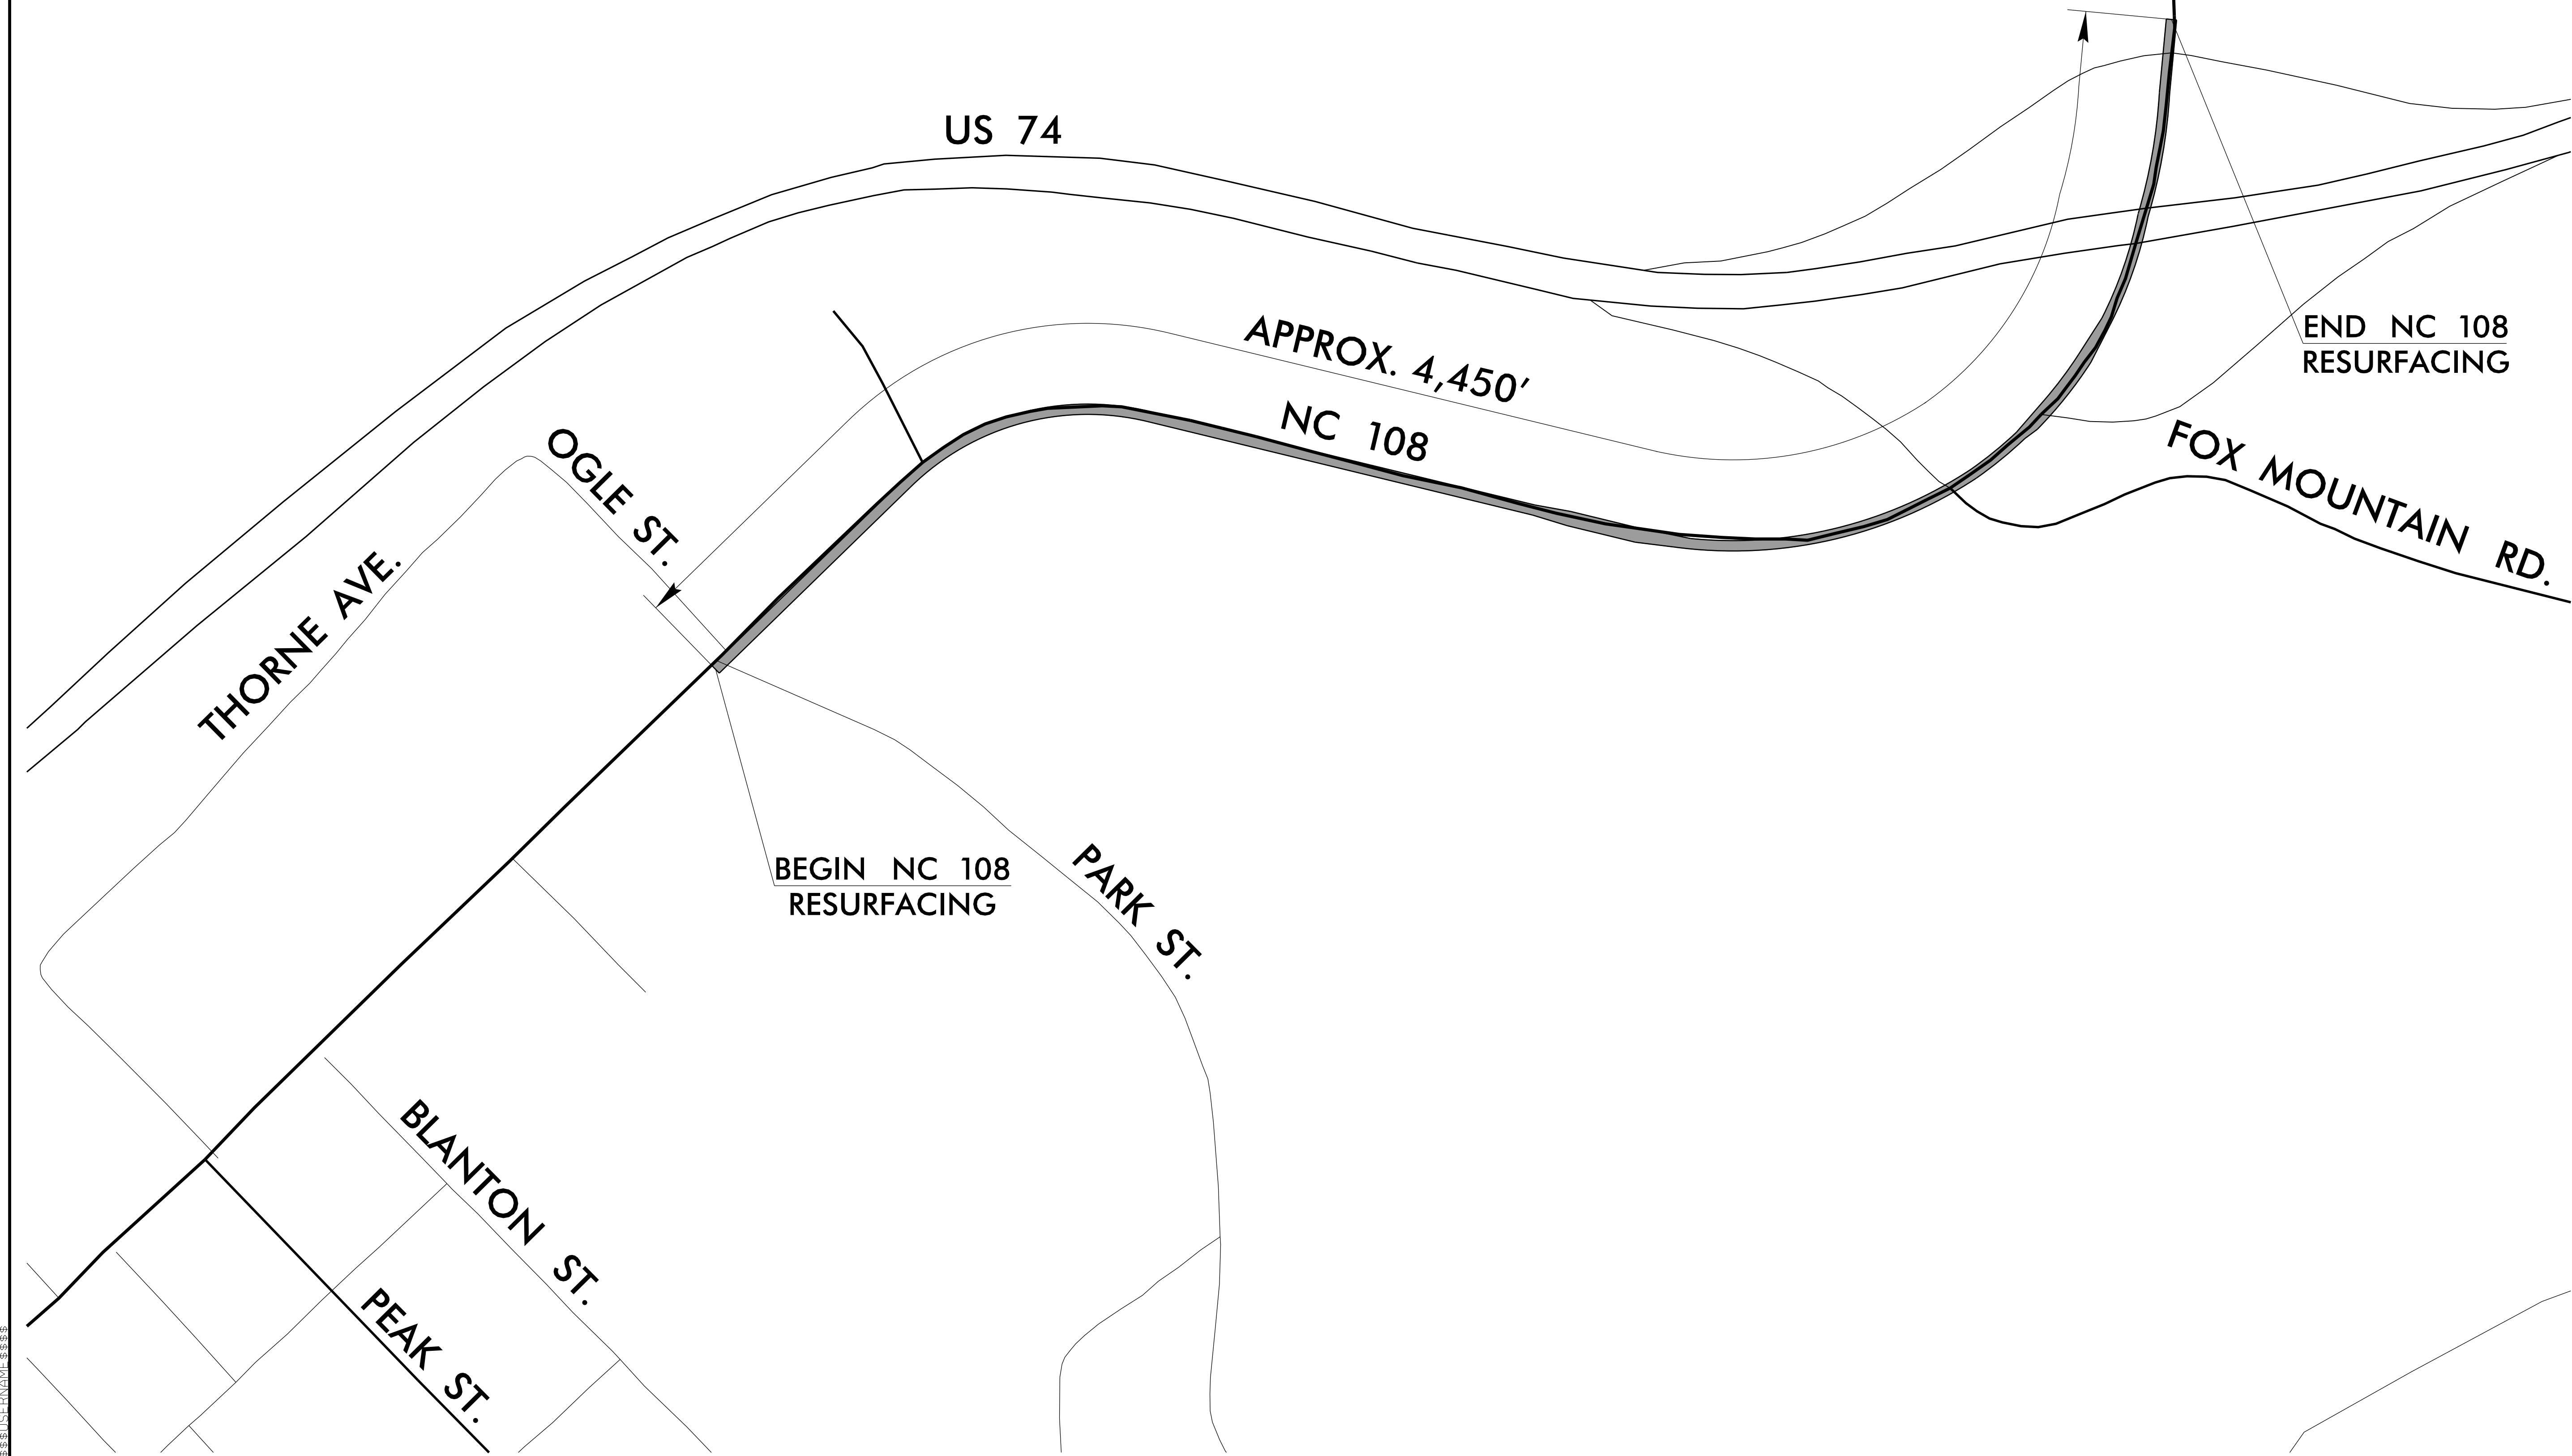 US 74
APPROX. 4,450'
NC 108
END NC 108
RESURFACING
FOX MOUNTAIN RD.
OGLE ST.
THORNE AVE.
BEGIN NC 108
RESURFACING
PARK ST.
BLANTON ST.
PEAK ST.
$$$USERNAME$$$$